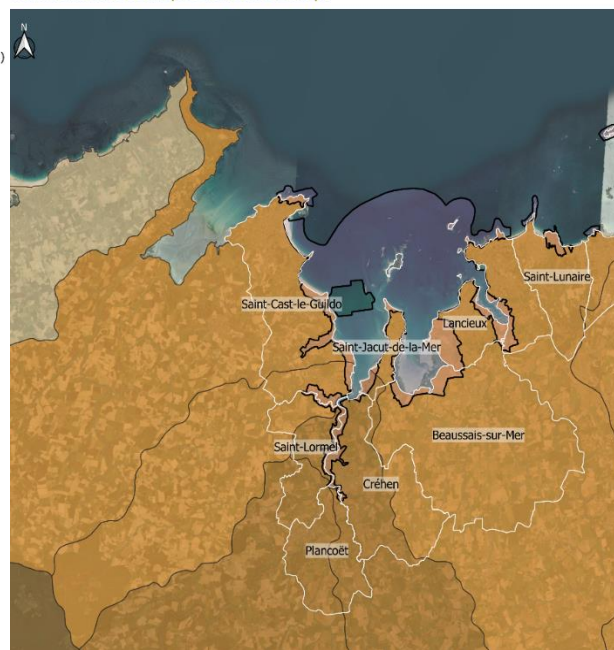 )
N
Saint-Lunaire
Saint-Cast-le-Guildo
Lancieux
Saint-Jacut-de-la-Mer
Beaussais-sur-Mer
Saint-Lormel
Créhen
Plancoët